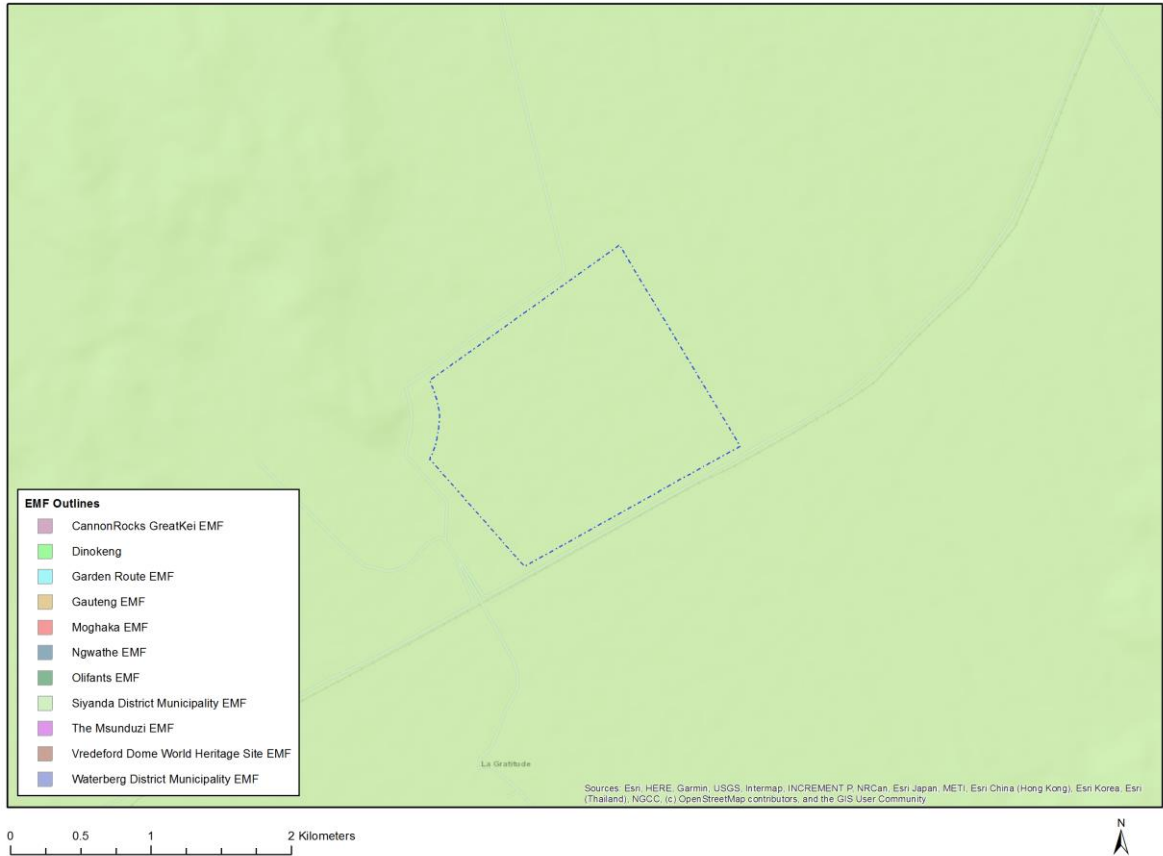 EMF Outlines
CannonRocks GreatKei EMF
Dinokeng
Garden Route EMF
Gauteng EMF
Moghaka EMF
Ngwathe EMF
Olifants EMF
Siyanda District Municipality EMF
The Msunduzi EMF
Vredeford Dome World Heritage Site EMF
Waterberg District Municipality EMF
La Gratitude
Sources: Esri, HERE, Garmin, USGS, Intermap, INCREMENT P, NRCan, Esri Japan, METI, Esri China (Hong Kong), Esri Korea, Esri
(Thailand), NGCC, (c) OpenStreetMap contributors, and the GIS User Community
0 0.5 1 2 Kilometers
N